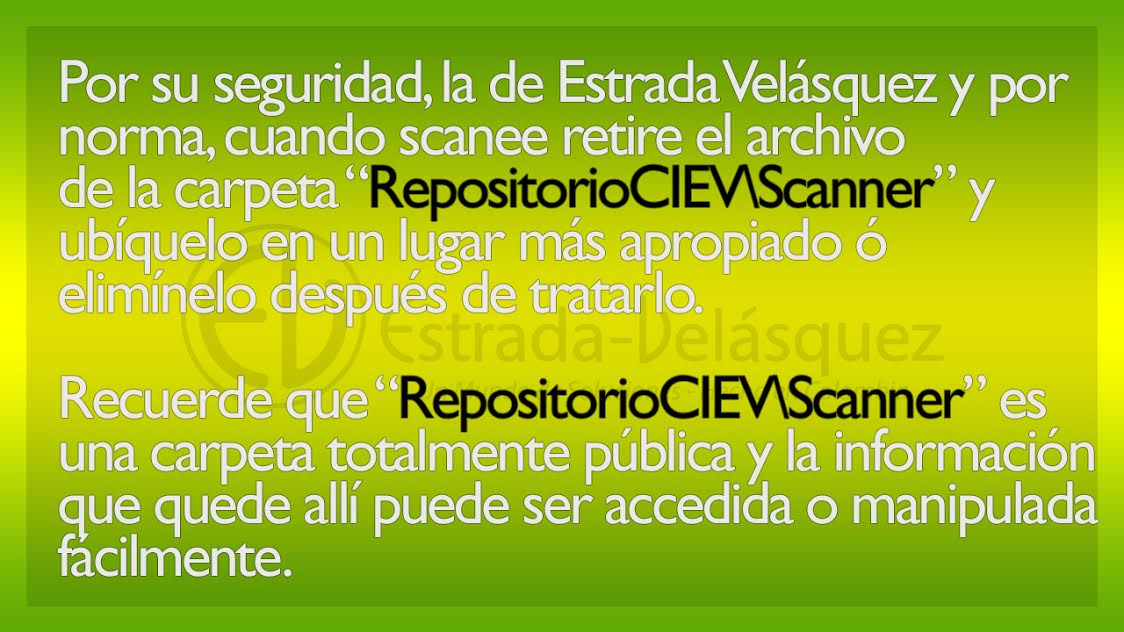 Por su seguridad, la de Estrada Velásquez y por
norma, cuando scanee retire el archivo
de la carpeta “RepositorioCIEV\Scanner” y
ubíquelo en un lugar más apropiado ó
elimínelo después de tratarlo.
EV Estrada-Velásquez
Recuerde que “RepositorioCIEV\Scanner” es
una carpeta totalmente pública y la información
que quede allí puede ser accedida o manipulada
fácilmente.